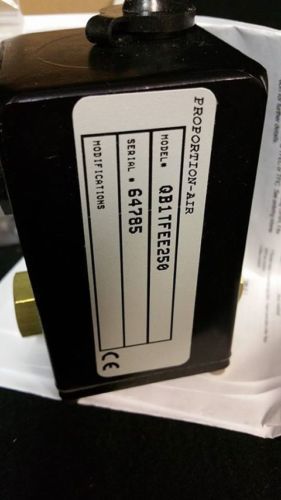 PROPORTION-AIR
MODEL# QB1TFEE250
SERIAL # 64785
MODIFICATIONS
CE